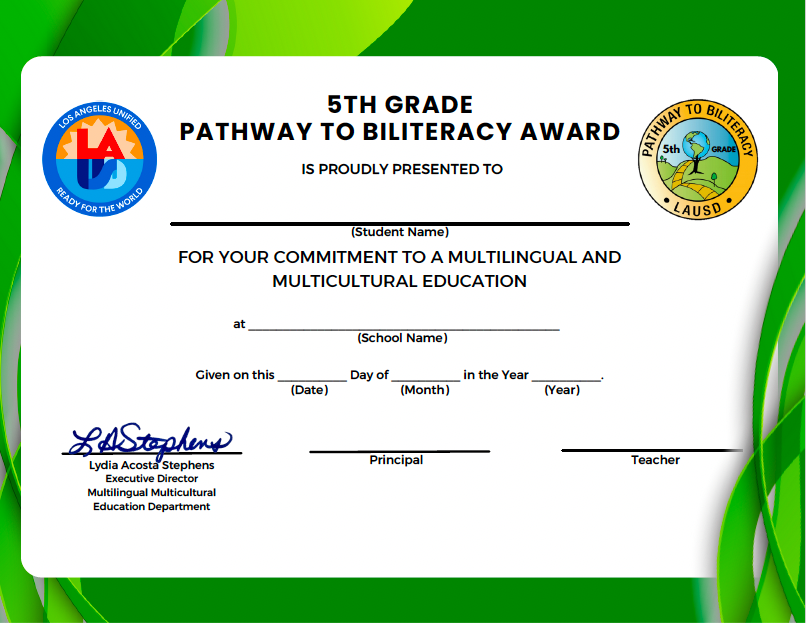 5TH GRADE
PATHWAY TO BILITERACY AWARD
LOS ANGELES UNIFIED
LAUSD
READY FOR THE WORLD
PATHWAY TO BILITERACY
5th GRADE
LAUSD
IS PROUDLY PRESENTED TO
(Student Name)
FOR YOUR COMMITMENT TO A MULTILINGUAL AND
MULTICULTURAL EDUCATION
at ____________________
(School Name)
Given on this __________ Day of __________ in the Year __________.
(Date) (Month) (Year)
LAStephens
Lydia Acosta Stephens
Executive Director
Multilingual Multicultural
Education Department
Principal
Teacher